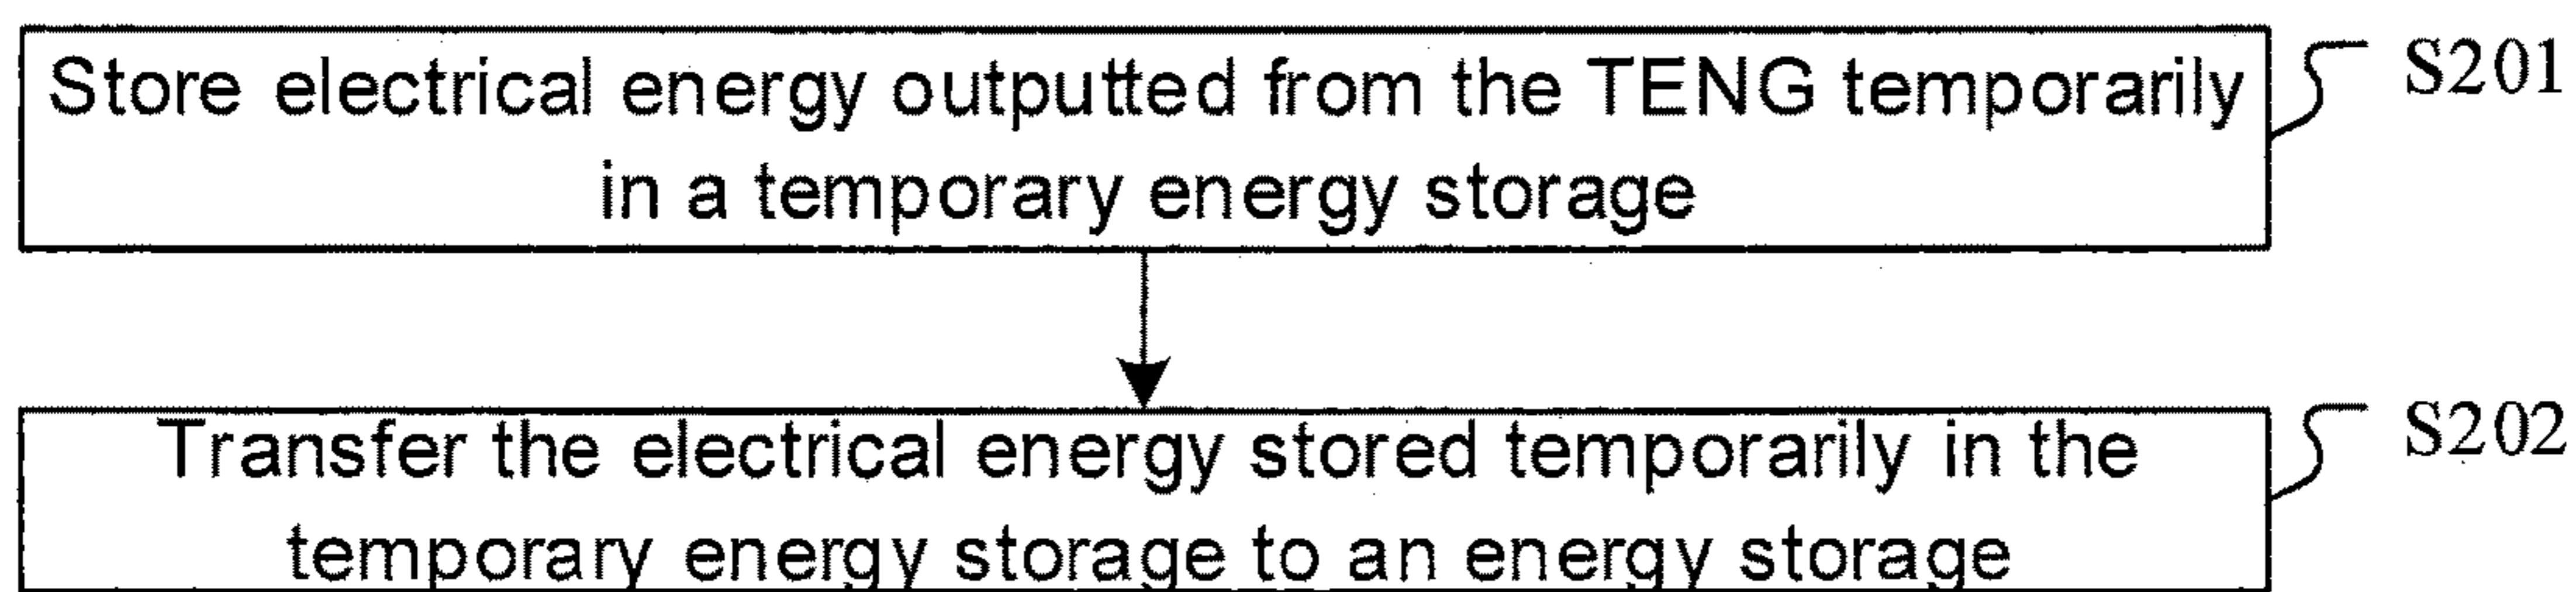 Store electrical energy outputted from the TENG temporarily
in a temporary energy storage
S201
Transfer the electrical energy stored temporarily in the
temporary energy storage to an energy storage
S202